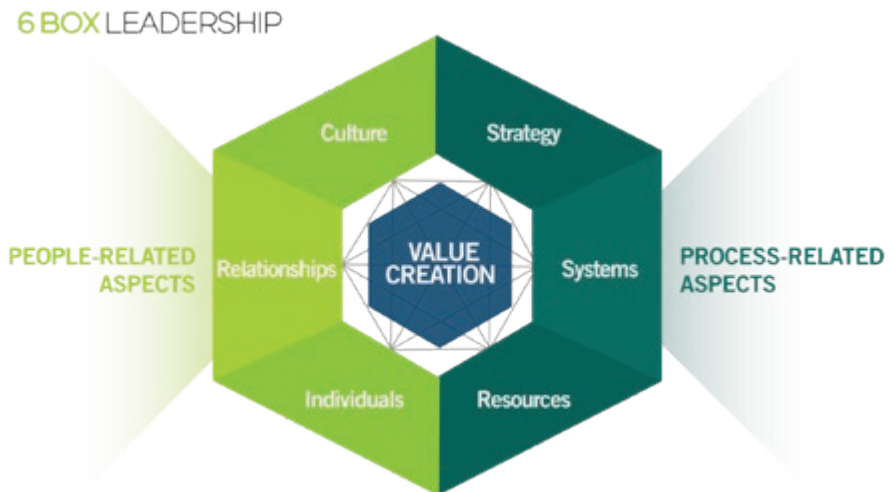 6 BOX LEADERSHIP
Culture
Strategy
PEOPLE-RELATED
ASPECTS
Relationships
VALUE
CREATION
Systems
PROCESS-RELATED
ASPECTS
Individuals
Resources